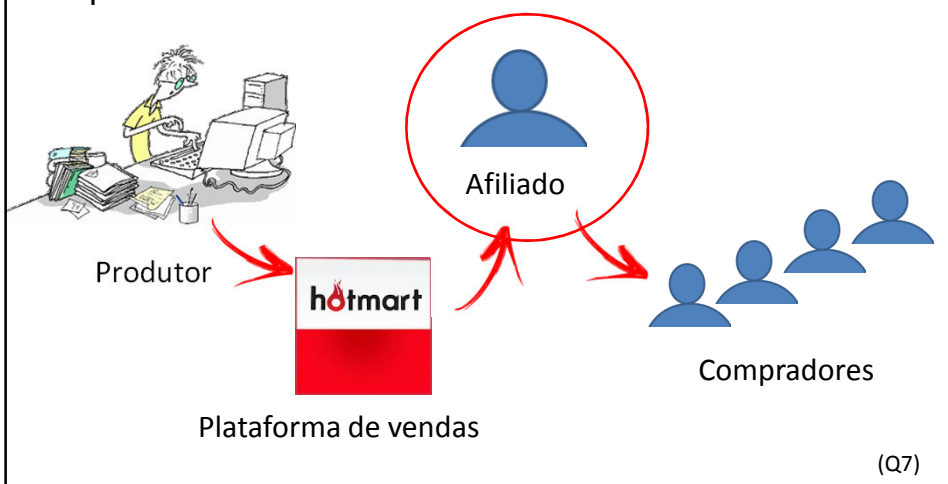 Afiliado
Produtor
hotmart
Compradores
Plataforma de vendas
(Q7)